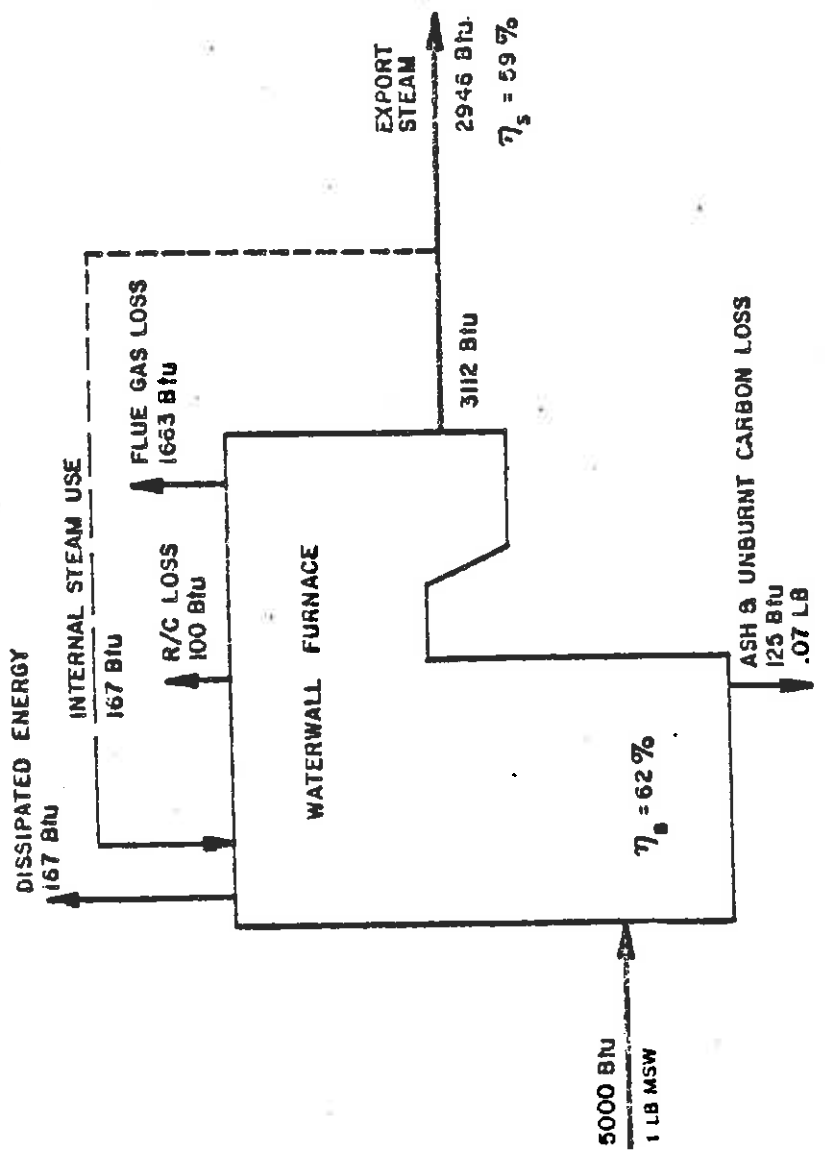 DISSIPATED ENERGY
167 Btu
INTERNAL STEAM USE
167 Btu
R/C LOSS
100 Btu
FLUE GAS LOSS
1663 Btu
EXPORT
STEAM
2946 Btu
η_s = 59 %
3112 Btu
WATERWALL FURNACE
η_B = 62 %
5000 Btu
1 LB MSW
ASH & UNBURNT CARBON LOSS
125 Btu
.07 LB